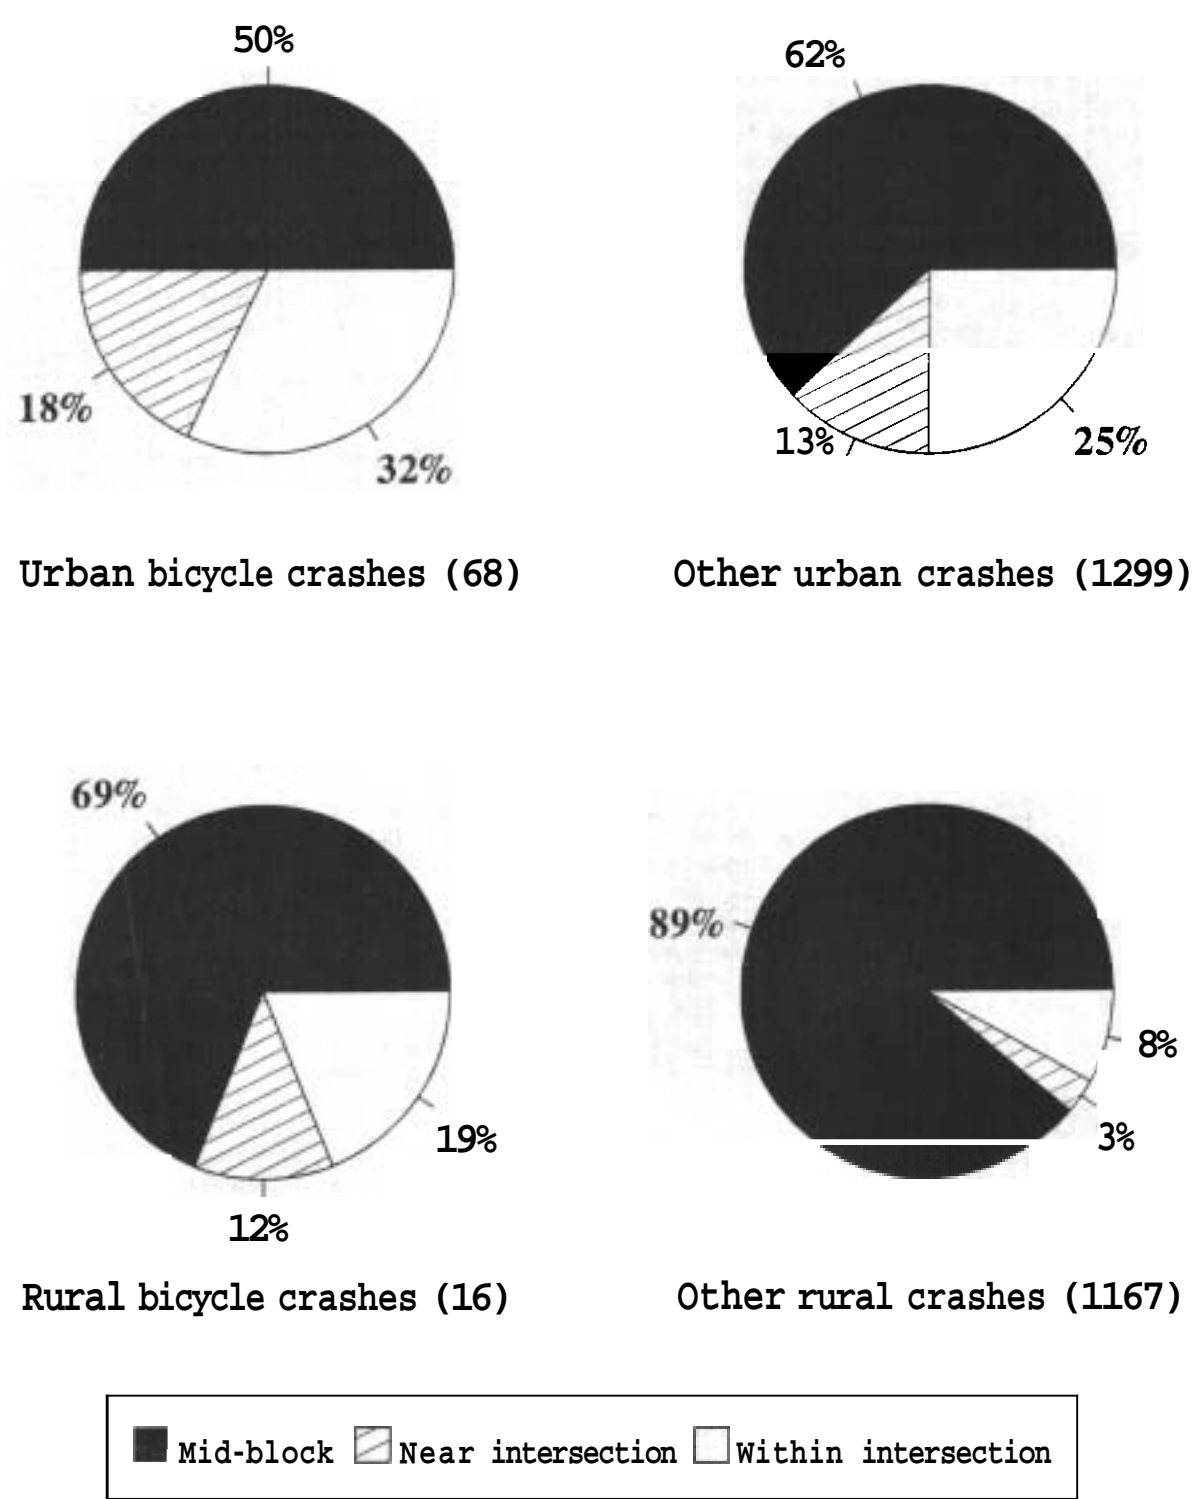 50%
62%
18%
32%
13%
25%
Urban bicycle crashes (68)
Other urban crashes (1299)
69%
89%
8%
19%
3%
12%
Rural bicycle crashes (16)
Other rural crashes (1167)
Mid-block Near intersection Within intersection